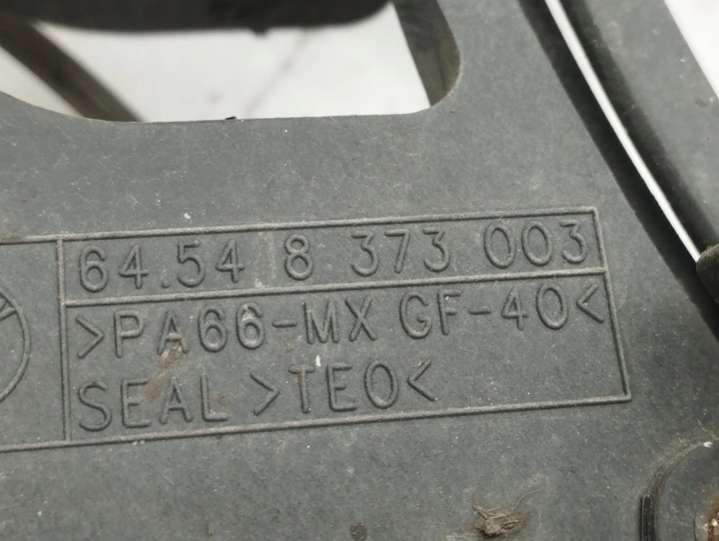 64.54 8 373 003
>PA66-MX GF-40<
SEAL >TEO<